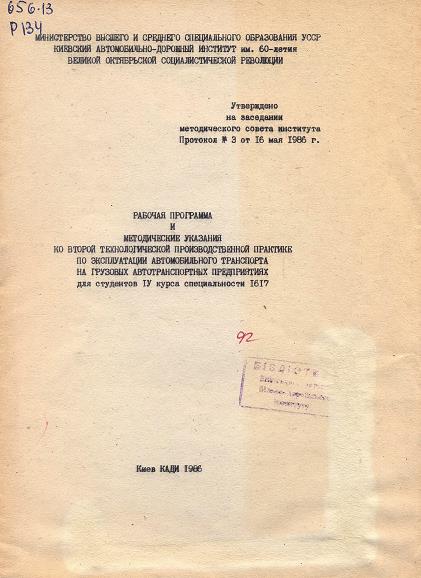 656.13
Р134
МИНИСТЕРСТВО ВЫСШЕГО И СРЕДНЕГО СПЕЦИАЛЬНОГО ОБРАЗОВАНИЯ УССР
КИЕВСКИЙ АВТОМОБИЛЬНО-ДОРОЖНЫЙ ИНСТИТУТ им. 60-летия
ВЕЛИКОЙ ОКТЯБРЬСКОЙ СОЦИАЛИСТИЧЕСКОЙ РЕВОЛЮЦИИ
Утверждено
на заседании
методического совета института
Протокол № 3 от 16 мая 1986 г.
РАБОЧАЯ ПРОГРАММА
И
МЕТОДИЧЕСКИЕ УКАЗАНИЯ
КО ВТОРОЙ ТЕХНОЛОГИЧЕСКОЙ ПРОИЗВОДСТВЕННОЙ ПРАКТИКЕ
ПО ЭКСПЛУАТАЦИИ АВТОМОБИЛЬНОГО ТРАНСПОРТА
НА ГРУЗОВЫХ АВТОТРАНСПОРТНЫХ ПРЕДПРИЯТИЯХ
для студентов IУ курса специальности I6I7
92
Киев КАДИ 1986